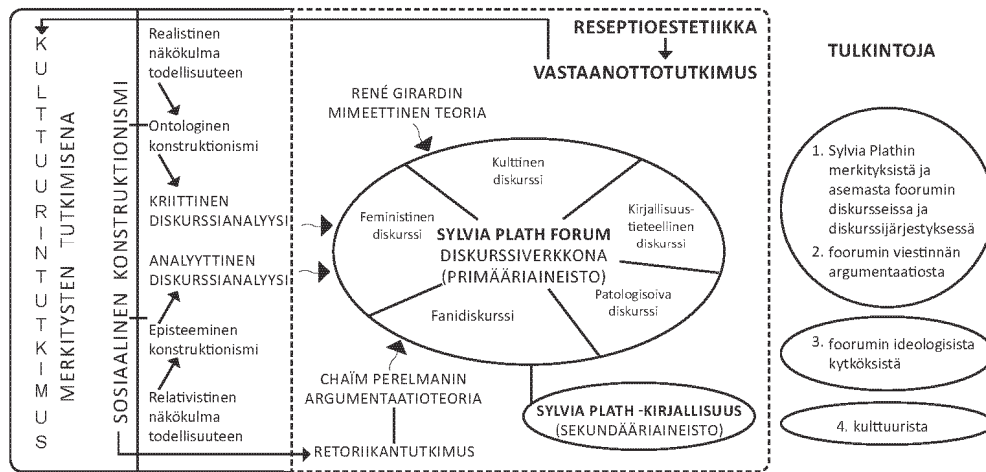 KULTTUURINTUTKIMUS
MERKITYSTEN TUTKIMISENA
SOSIAALINEN KONSTRUKTIONISMI
Realistinen
näkökulma
todellisuuteen
Ontologinen
konstruktionismi
KRIITTINEN
DISKURSSIANALYYSI
ANALYYTTINEN
DISKURSSIANALYYSI
Episteeminen
konstruktionismi
Relativistinen
näkökulma
todellisuuteen
RESEPTIOESTETIIKKA
VASTAANOTTOTUTKIMUS
RENÉ GIRARDIN
MIMEETTINEN TEORIA
Kulttinen
diskurssi
Feministinen
diskurssi
Kirjallisuus-
tieteellinen
diskurssi
SYLVIA PLATH FORUM
DISKURSSIVERKKONA
(PRIMÄÄRIAINEISTO)
Patologisoiva
diskurssi
Fanidiskurssi
CHAÏM PERELMANIN
ARGUMENTAATIOTEORIA
RETORIIKANTUTKIMUS
SYLVIA PLATH -KIRJALLISUUS
(SEKUNDÄÄRIAINEISTO)
TULKINTOJA
1. Sylvia Plathin
merkityksistä ja
asemasta foorumin
diskursseissa ja
diskurssijärjestyksessä
2. foorumin viestinnän
argumentaatiosta
3. foorumin ideologisista
kytköksistä
4. kulttuurista